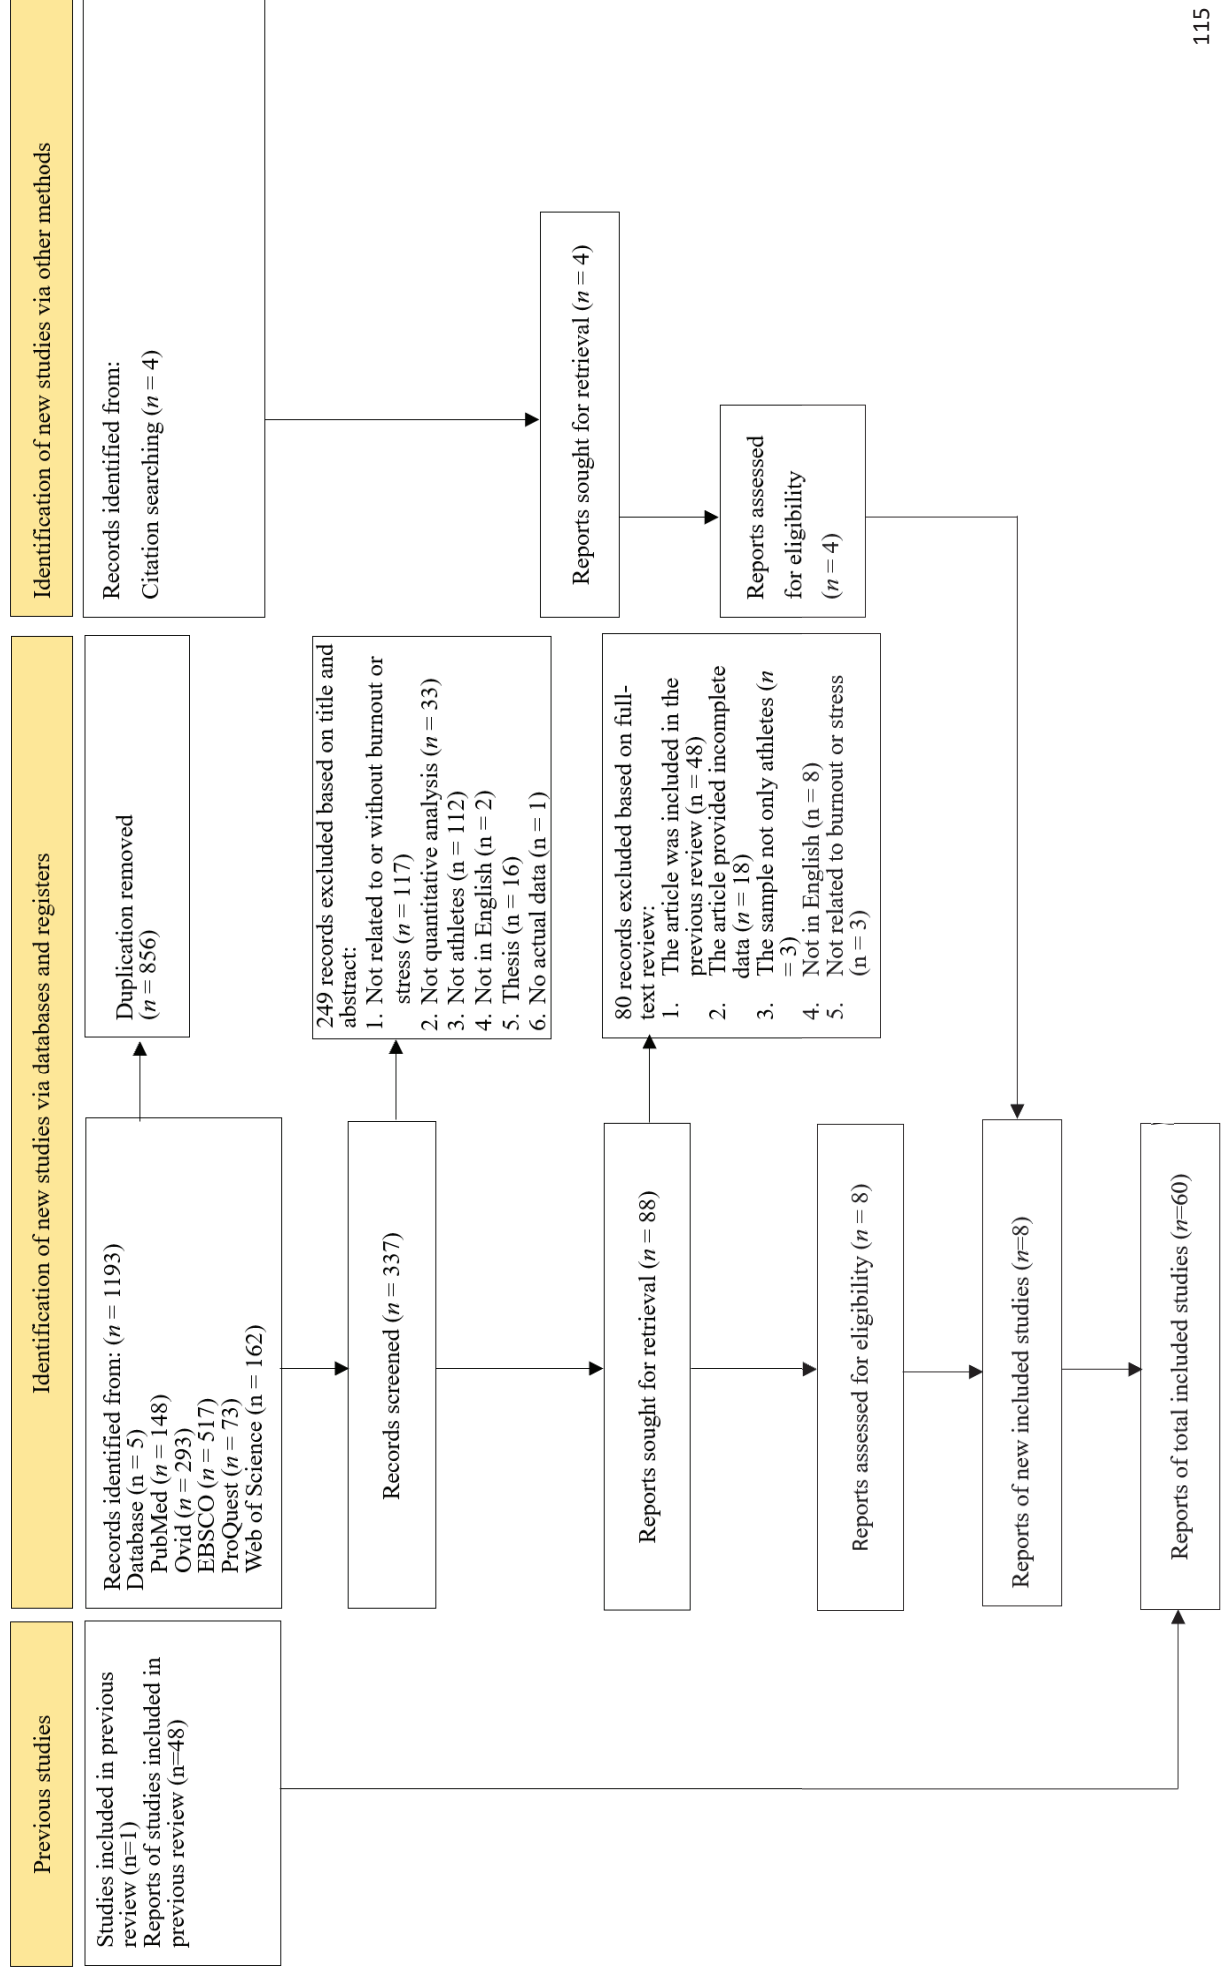 Previous studies
Identification of new studies via databases and registers
Identification of new studies via other methods
Studies included in previous
review (n=1)
Reports of studies included in
previous review (n=48)
Records identified from: (n = 1193)
Database (n = 5)
PubMed (n = 148)
Ovid (n = 293)
EBSCO (n = 517)
ProQuest (n = 73)
Web of Science (n = 162)
Duplication removed
(n = 856)
Records identified from:
Citation searching (n = 4)
Records screened (n = 337)
249 records excluded based on title and
abstract:
1. Not related to or without burnout or
stress (n = 117)
2. Not quantitative analysis (n = 33)
3. Not athletes (n = 112)
4. Not in English (n = 2)
5. Thesis (n = 16)
6. No actual data (n = 1)
Reports sought for retrieval (n = 4)
Reports sought for retrieval (n = 88)
80 records excluded based on full-
text review:
1. The article was included in the
previous review (n = 48)
2. The article provided incomplete
data (n = 18)
3. The sample not only athletes (n
= 3)
4. Not in English (n = 8)
5. Not related to burnout or stress
(n = 3)
Reports assessed
for eligibility
(n = 4)
Reports assessed for eligibility (n = 8)
Reports of new included studies (n=8)
Reports of total included studies (n=60)
115